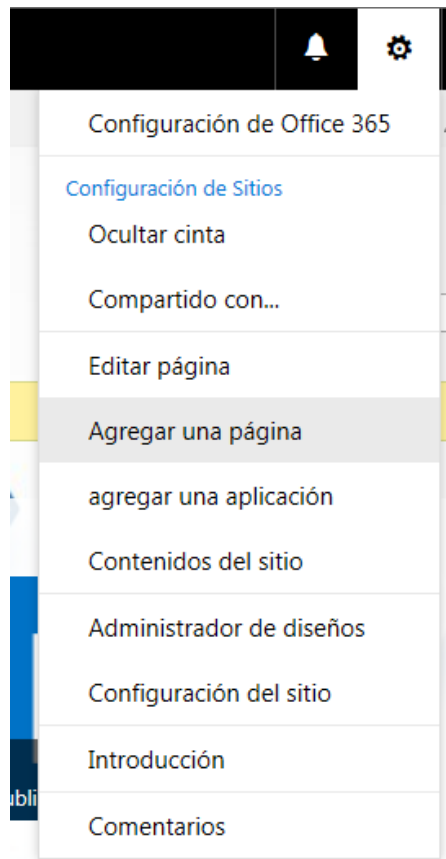 Configuración de Office 365
Configuración de Sitios
Ocultar cinta
Compartido con...
Editar página
Agregar una página
agregar una aplicación
Contenidos del sitio
Administrador de diseños
Configuración del sitio
Introducción
ubli
Comentarios